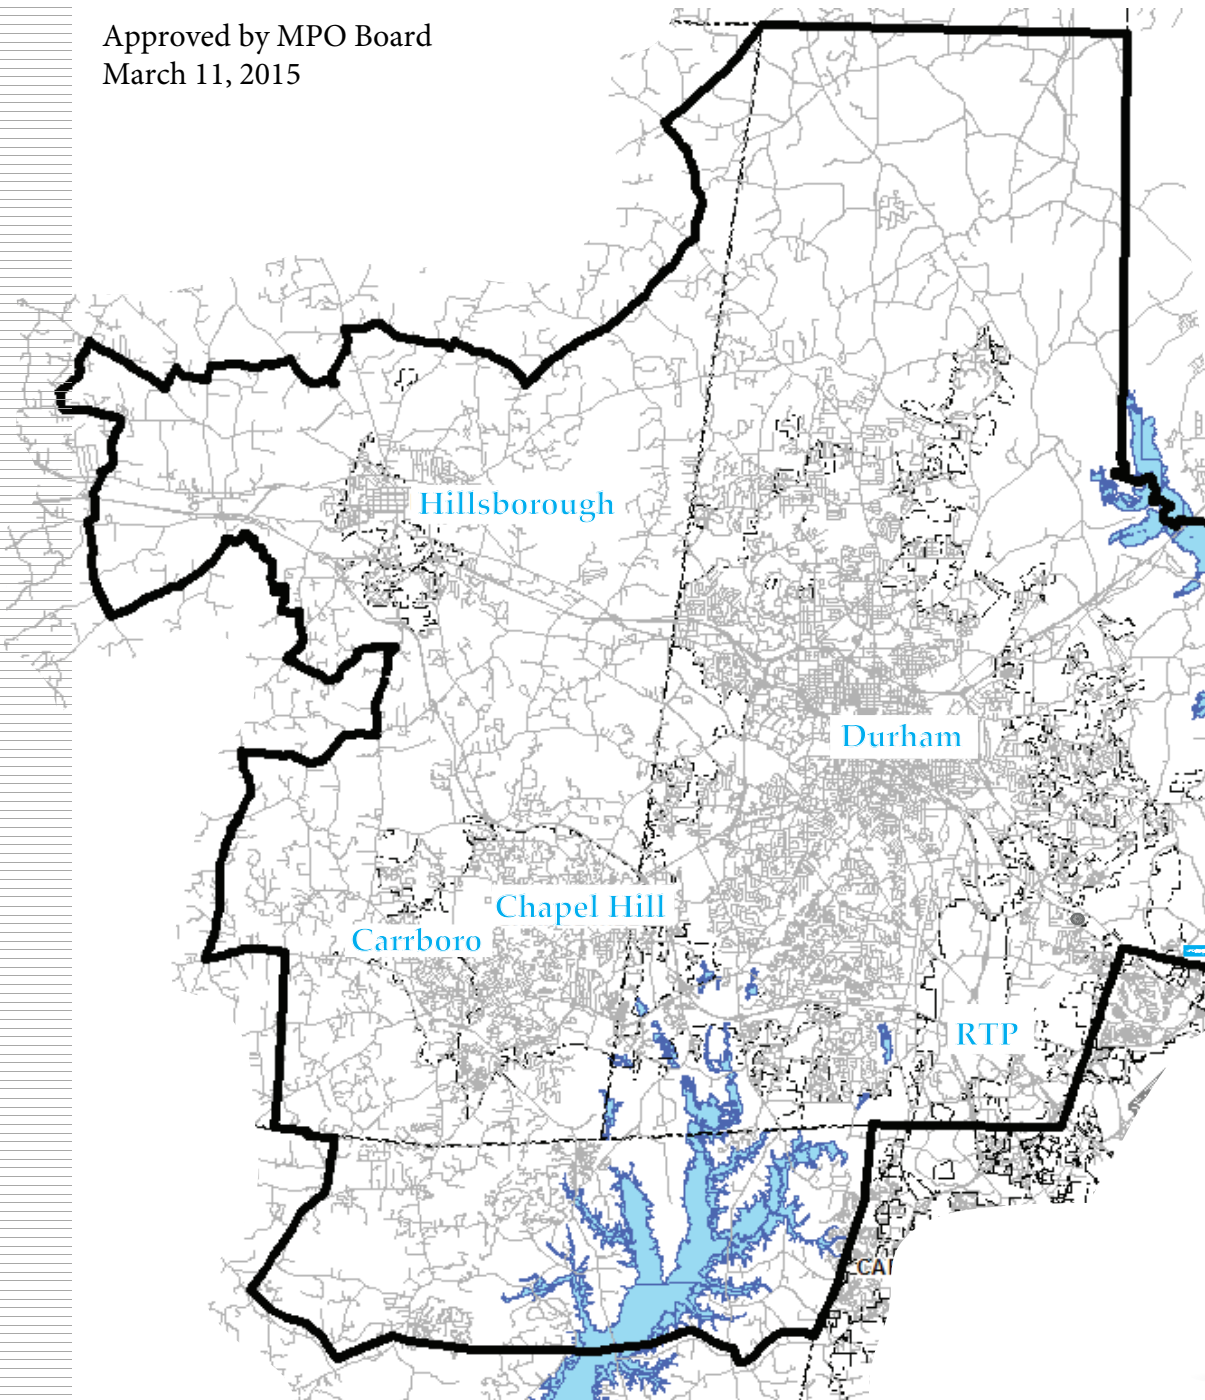 Approved by MPO Board
March 11, 2015
Hillsborough
Durham
Chapel Hill
Carrboro
RTP